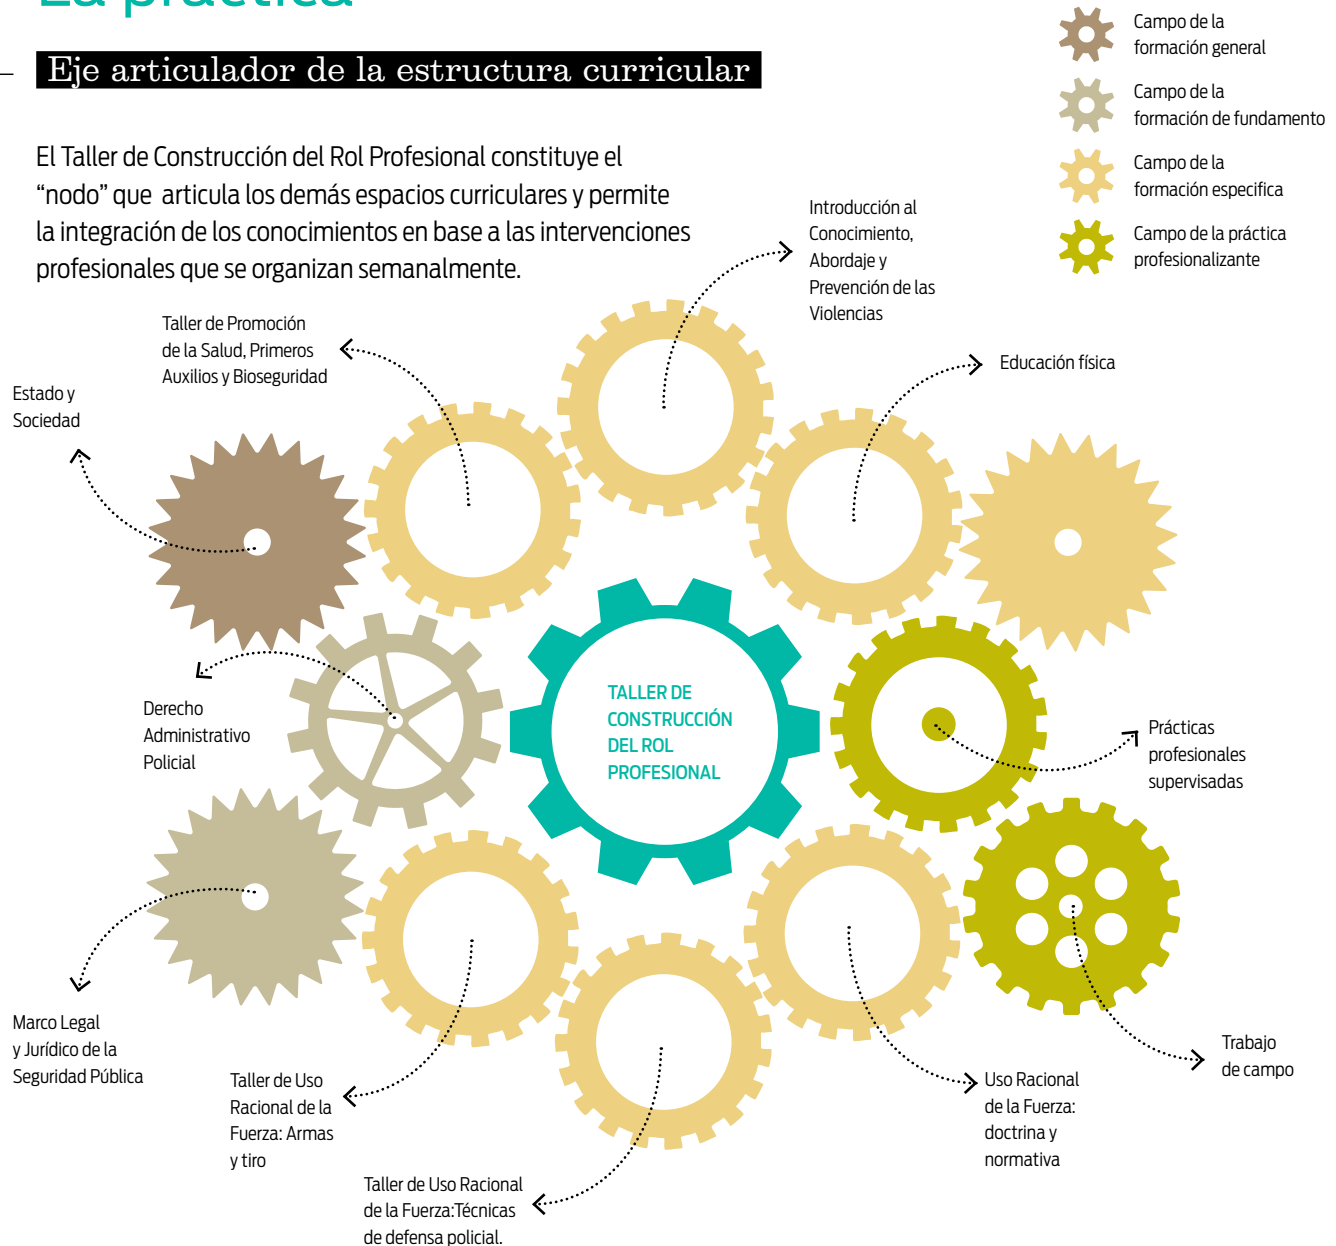 La práctica
Eje articulador de la estructura curricular
El Taller de Construcción del Rol Profesional constituye el
“nodo” que articula los demás espacios curriculares y permite
la integración de los conocimientos en base a las intervenciones
profesionales que se organizan semanalmente.
Campo de la
formación general
Campo de la
formación de fundamento
Campo de la
formación especifica
Campo de la práctica
profesionalizante
Introducción al
Conocimiento,
Abordaje y
Prevención de las
Violencias
Taller de Promoción
de la Salud, Primeros
Auxilios y Bioseguridad
Educación física
Estado y
Sociedad
TALLER DE
CONSTRUCCIÓN
DEL ROL
PROFESIONAL
Derecho
Administrativo
Policial
Prácticas
profesionales
supervisadas
Marco Legal
y Jurídico de la
Seguridad Pública
Taller de Uso
Racional de la
Fuerza: Armas
y tiro
Taller de Uso Racional
de la Fuerza:Técnicas
de defensa policial.
Uso Racional
de la Fuerza:
doctrina y
normativa
Trabajo
de campo